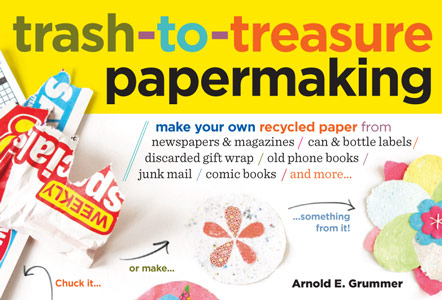 trash-to-treasure
papermaking
make your own recycled paper from
newspapers & magazines / can & bottle labels /
discarded gift wrap / old phone books /
junk mail / comic books / and more...
WEEKLY
specials
Chuck it...
or make...
...something
from it!
Arnold E. Grummer